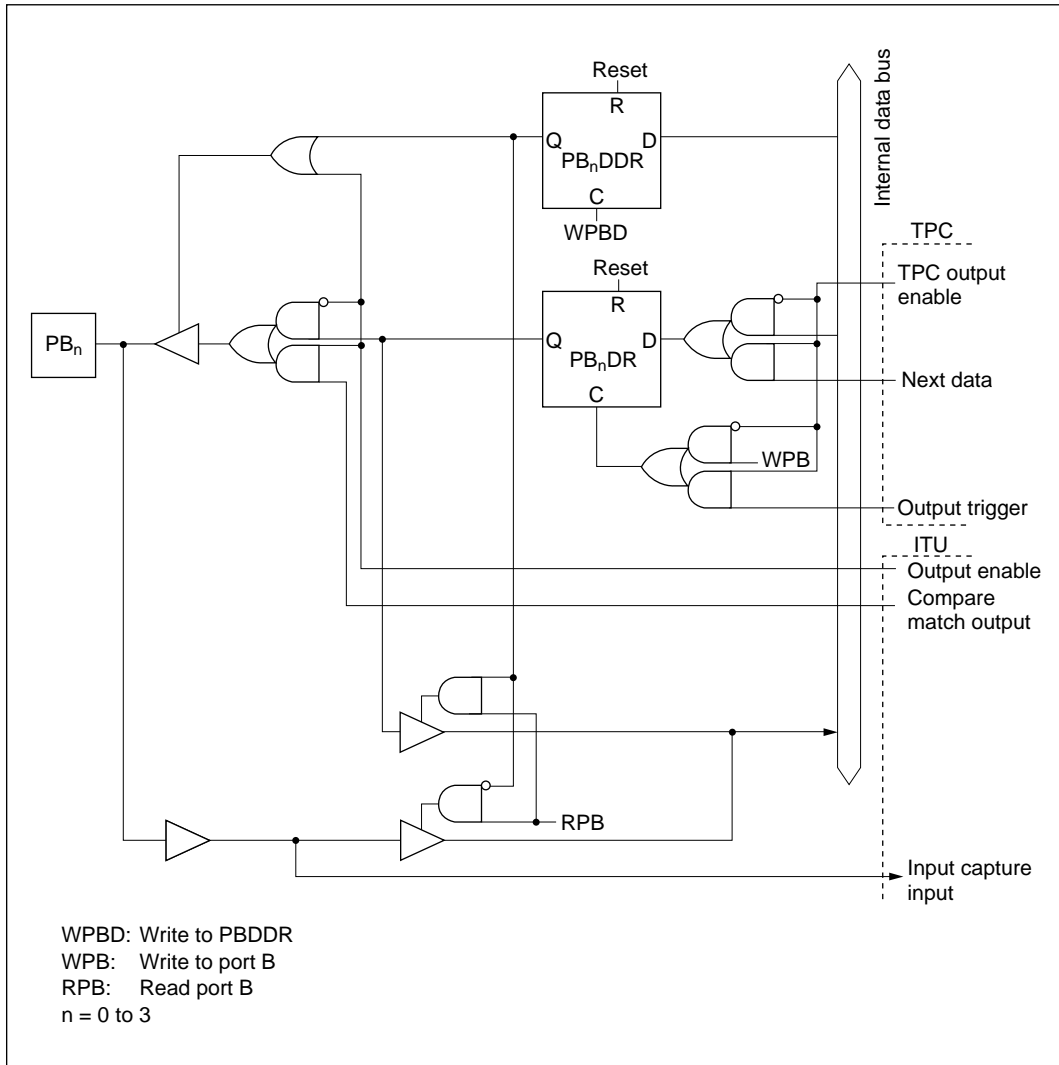 Reset
R
Q
D
PBnDDR
C
WPBD
Internal data bus
TPC
TPC output
enable
Reset
R
PBn
Q
D
PBnDR
C
Next data
WPB
Output trigger
ITU
Output enable
Compare
match output
RPB
Input capture
input
WPBD: Write to PBDDR
WPB: Write to port B
RPB: Read port B
n = 0 to 3